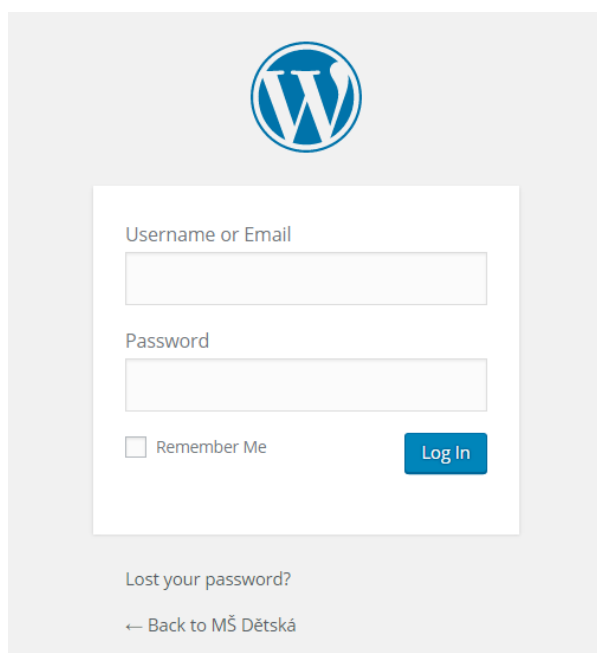 Username or Email
Password
Remember Me
Log In
Lost your password?
← Back to MŠ Dětská